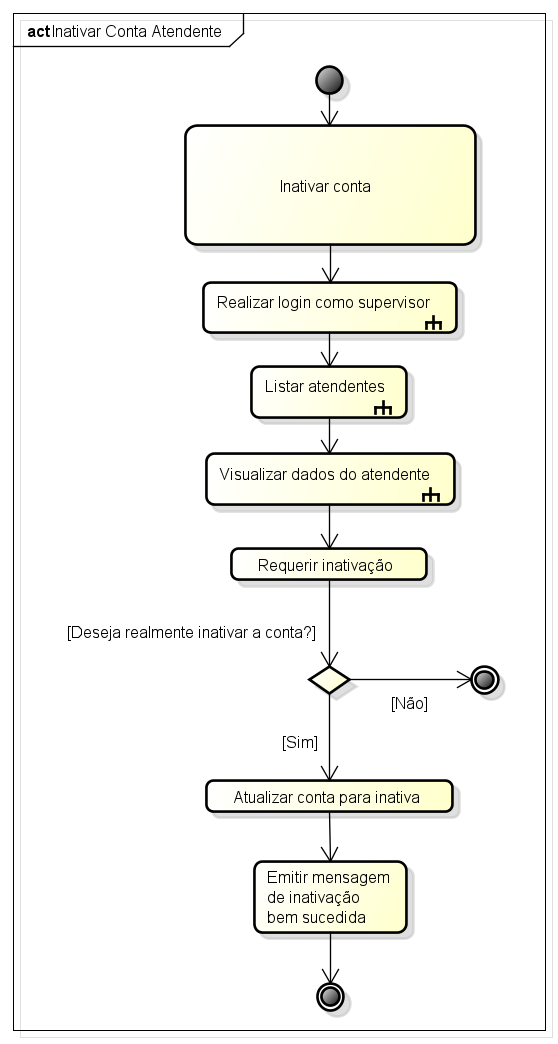 act Inativar Conta Atendente
Inativar conta
Realizar login como supervisor
Listar atendentes
Visualizar dados do atendente
Requerir inativação
[Deseja realmente inativar a conta?]
[Não]
[Sim]
Atualizar conta para inativa
Emitir mensagem
de inativação
bem sucedida